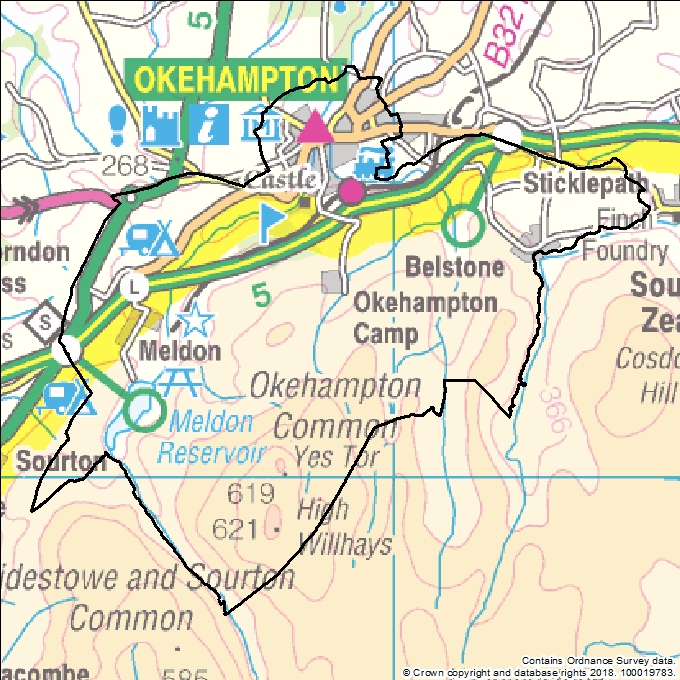 5
B32
OKEHAMPTON
268
Castle
Sticklepath
Finch
Foundry
orndon
ss
L
Belstone
Sou
Zea
5
Okehampton
Camp
S
s
Meldon
Cosdo
Hill
Okehampton
Common
366
Meldon
Reservoir
Sourton
Yes Tor
619
High
621
Willhays
e
idestowe and Sourton
Common
acombe
585
Contains Ordnance Survey data.
© Crown copyright and database rights 2018. 100019783.